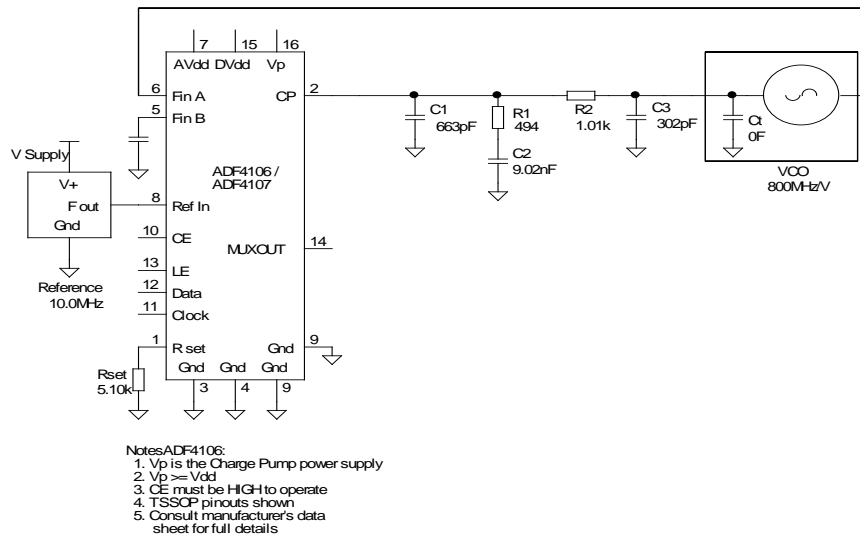 7 15 16
AVdd DVdd Vp
6 Fin A CP 2
5 Fin B
C1
663pF
R1
494
R2
1.01k
C3
302pF
Ct
0F
C2
9.02nF
VCO
800MHz/V
V Supply
V+
F out
Gnd
ADF4106 /
ADF4107
8 Ref In
10 CE
MUXOUT 14
13 LE
12 Data
11 Clock
Reference
10.0MHz
1 R set
Gnd 9
Rset
5.10k
Gnd Gnd Gnd
3 4 9
NotesADF4106:
1. Vp is the Charge Pump power supply
2. Vp >= Vdd
3. CE must be HIGH to operate
4. TSSOP pinouts shown
5. Consult manufacturer's data
sheet for full details